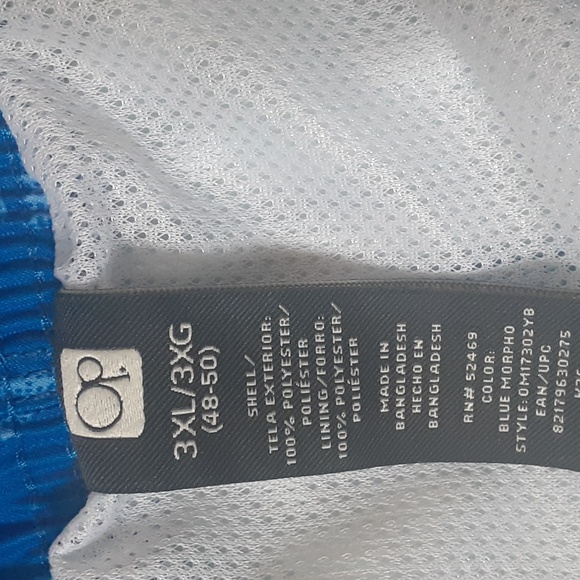 op
3XL/3XG
(48-50)
SHELL/
TELA EXTERIOR:
100% POLYESTER/
POLIÉSTER
LINING/FORRO:
100% POLYESTER/
POLIÉSTER
MADE IN
BANGLADESH
HECHO EN
BANGLADESH
RN# 52469
COLOR:
BLUE MORPHO
STYLE:OM17302YB
EAN/UPC
82179630275